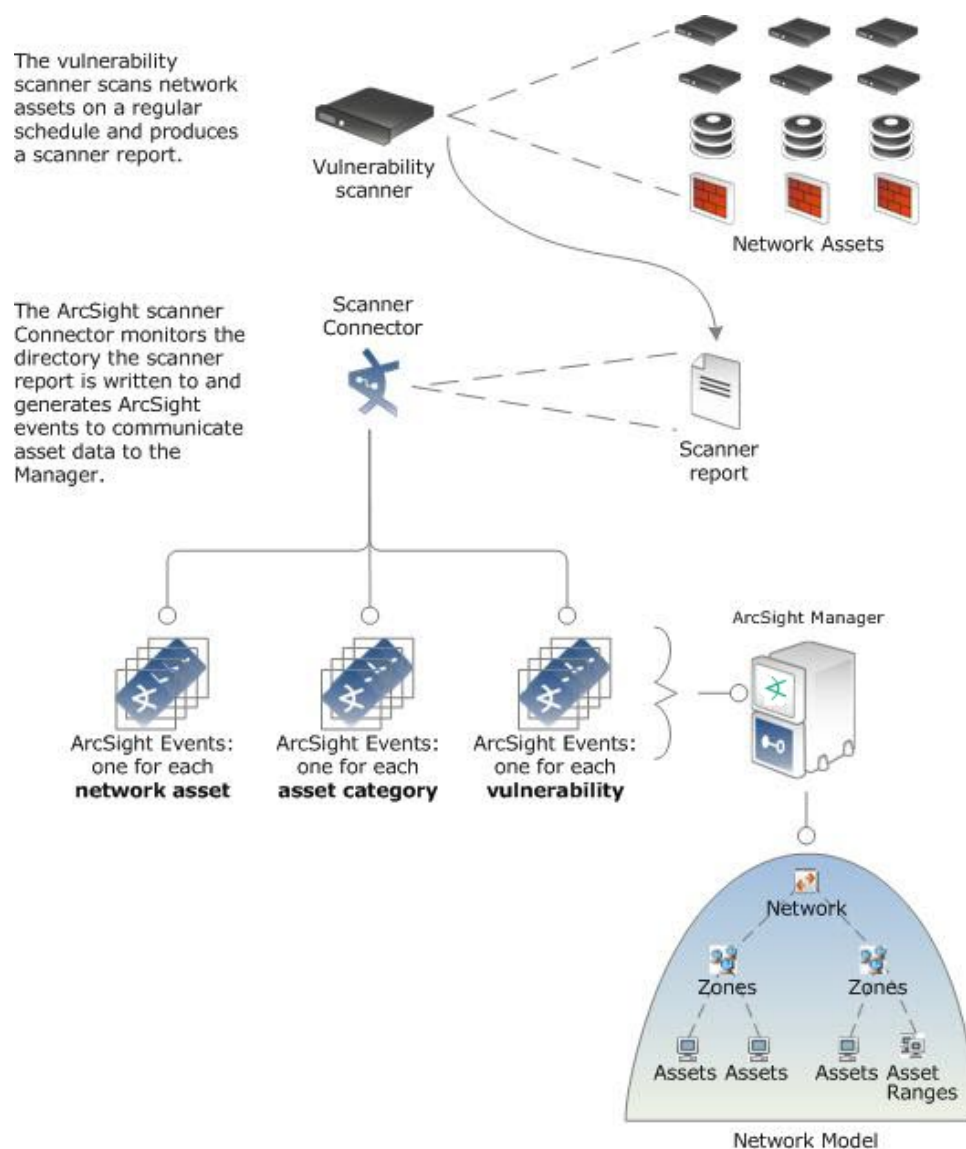 The vulnerability
scanner scans network
assets on a regular
schedule and produces
a scanner report.
Vulnerability
scanner
Network Assets
The ArcSight scanner
Connector monitors the
directory the scanner
report is written to and
generates ArcSight
events to communicate
asset data to the
Manager.
Scanner
Connector
Scanner
report
ArcSight Manager
ArcSight Events:
one for each
network asset
ArcSight Events:
one for each
asset category
ArcSight Events:
one for each
vulnerability
Network
Zones
Zones
Assets
Assets
Assets
Asset
Ranges
Network Model